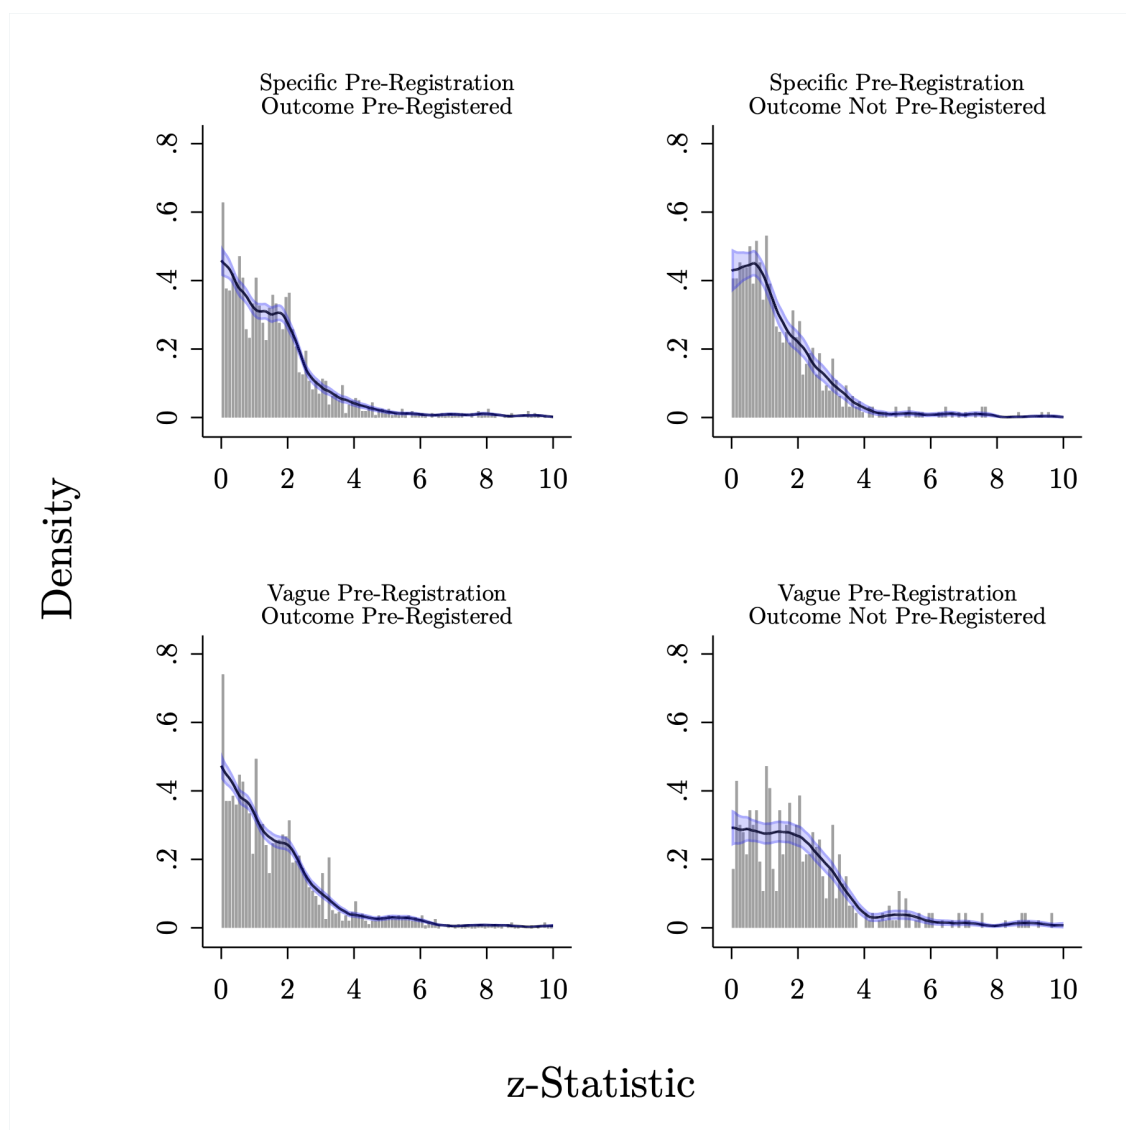 Specific Pre-Registration
Outcome Pre-Registered
.8
.6
.4
.2
0
0 2 4 6 8 10
Specific Pre-Registration
Outcome Not Pre-Registered
.8
.6
.4
.2
0
0 2 4 6 8 10
Density
Vague Pre-Registration
Outcome Pre-Registered
.8
.6
.4
.2
0
0 2 4 6 8 10
Vague Pre-Registration
Outcome Not Pre-Registered
.8
.6
.4
.2
0
0 2 4 6 8 10
z-Statistic